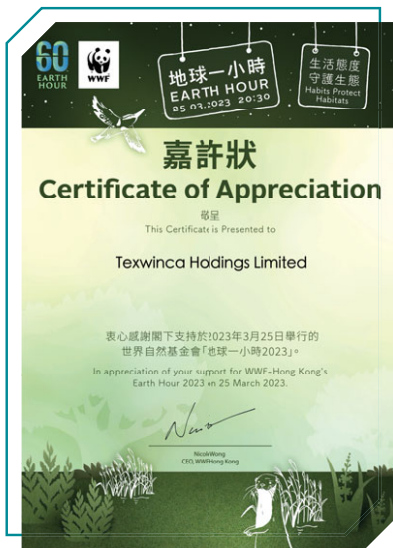 60
EARTH
HOUR
WWF
地球一小時
EARTH HOUR
25.03.2023 20:30
生活態度
守護生態
Habits Protect
Habitats
嘉許狀
Certificate of Appreciation
敬呈
This Certificate is Presented to
Texwinca Holdings Limited
衷心感謝閣下支持於2023年3月25日舉行的
世界自然基金會「地球一小時2023」。
In appreciation of your support for WWF-Hong Kong's
Earth Hour 2023 on 25 March 2023.
Nicole Wong
CEO, WWF-Hong Kong